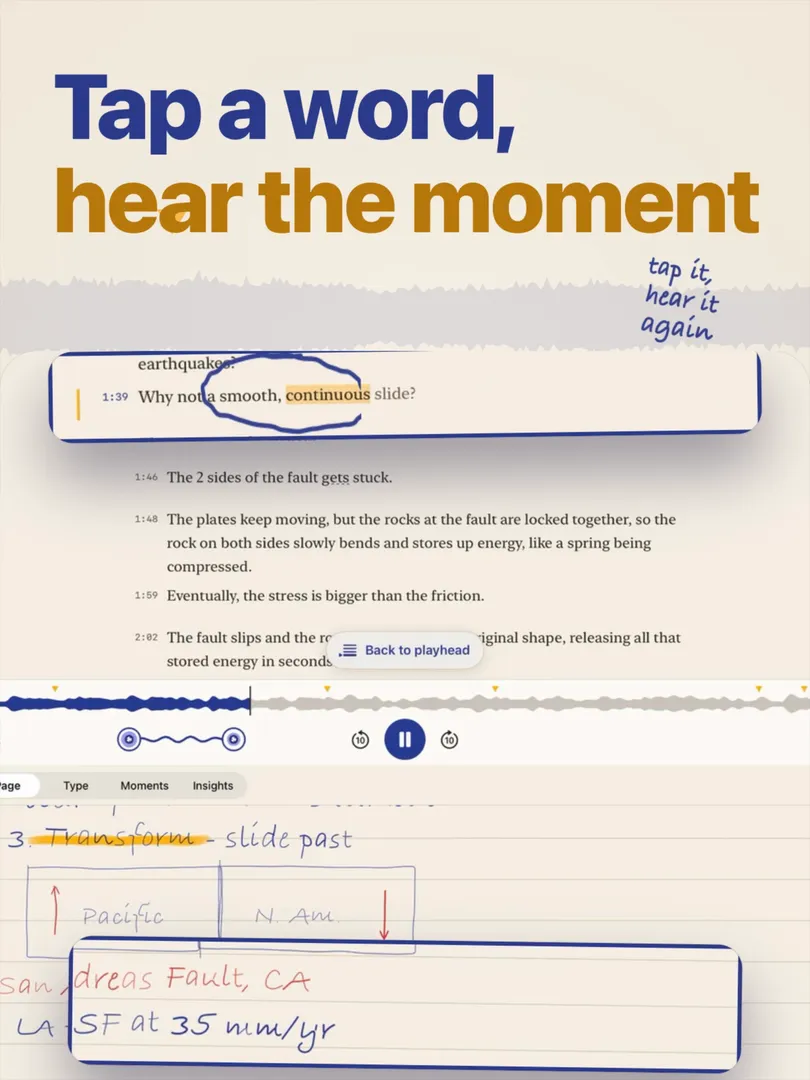 Tap a word,
hear the moment
tap it,
hear it
again
earthquakes?
1:39 Why not a smooth, continuous slide?
1:46 The 2 sides of the fault gets stuck.
1:48 The plates keep moving, but the rocks at the fault are locked together, so the
rock on both sides slowly bends and stores up energy, like a spring being
compressed.
1:59 Eventually, the stress is bigger than the friction.
2:02 The fault slips and the ro riginal shape, releasing all that
stored energy in seconds
Back to playhead
10 10
age Type Moments Insights
3. Transform - slide past
Pacific N. Am.
San dreas Fault, CA
LA SF at 35 mm/yr